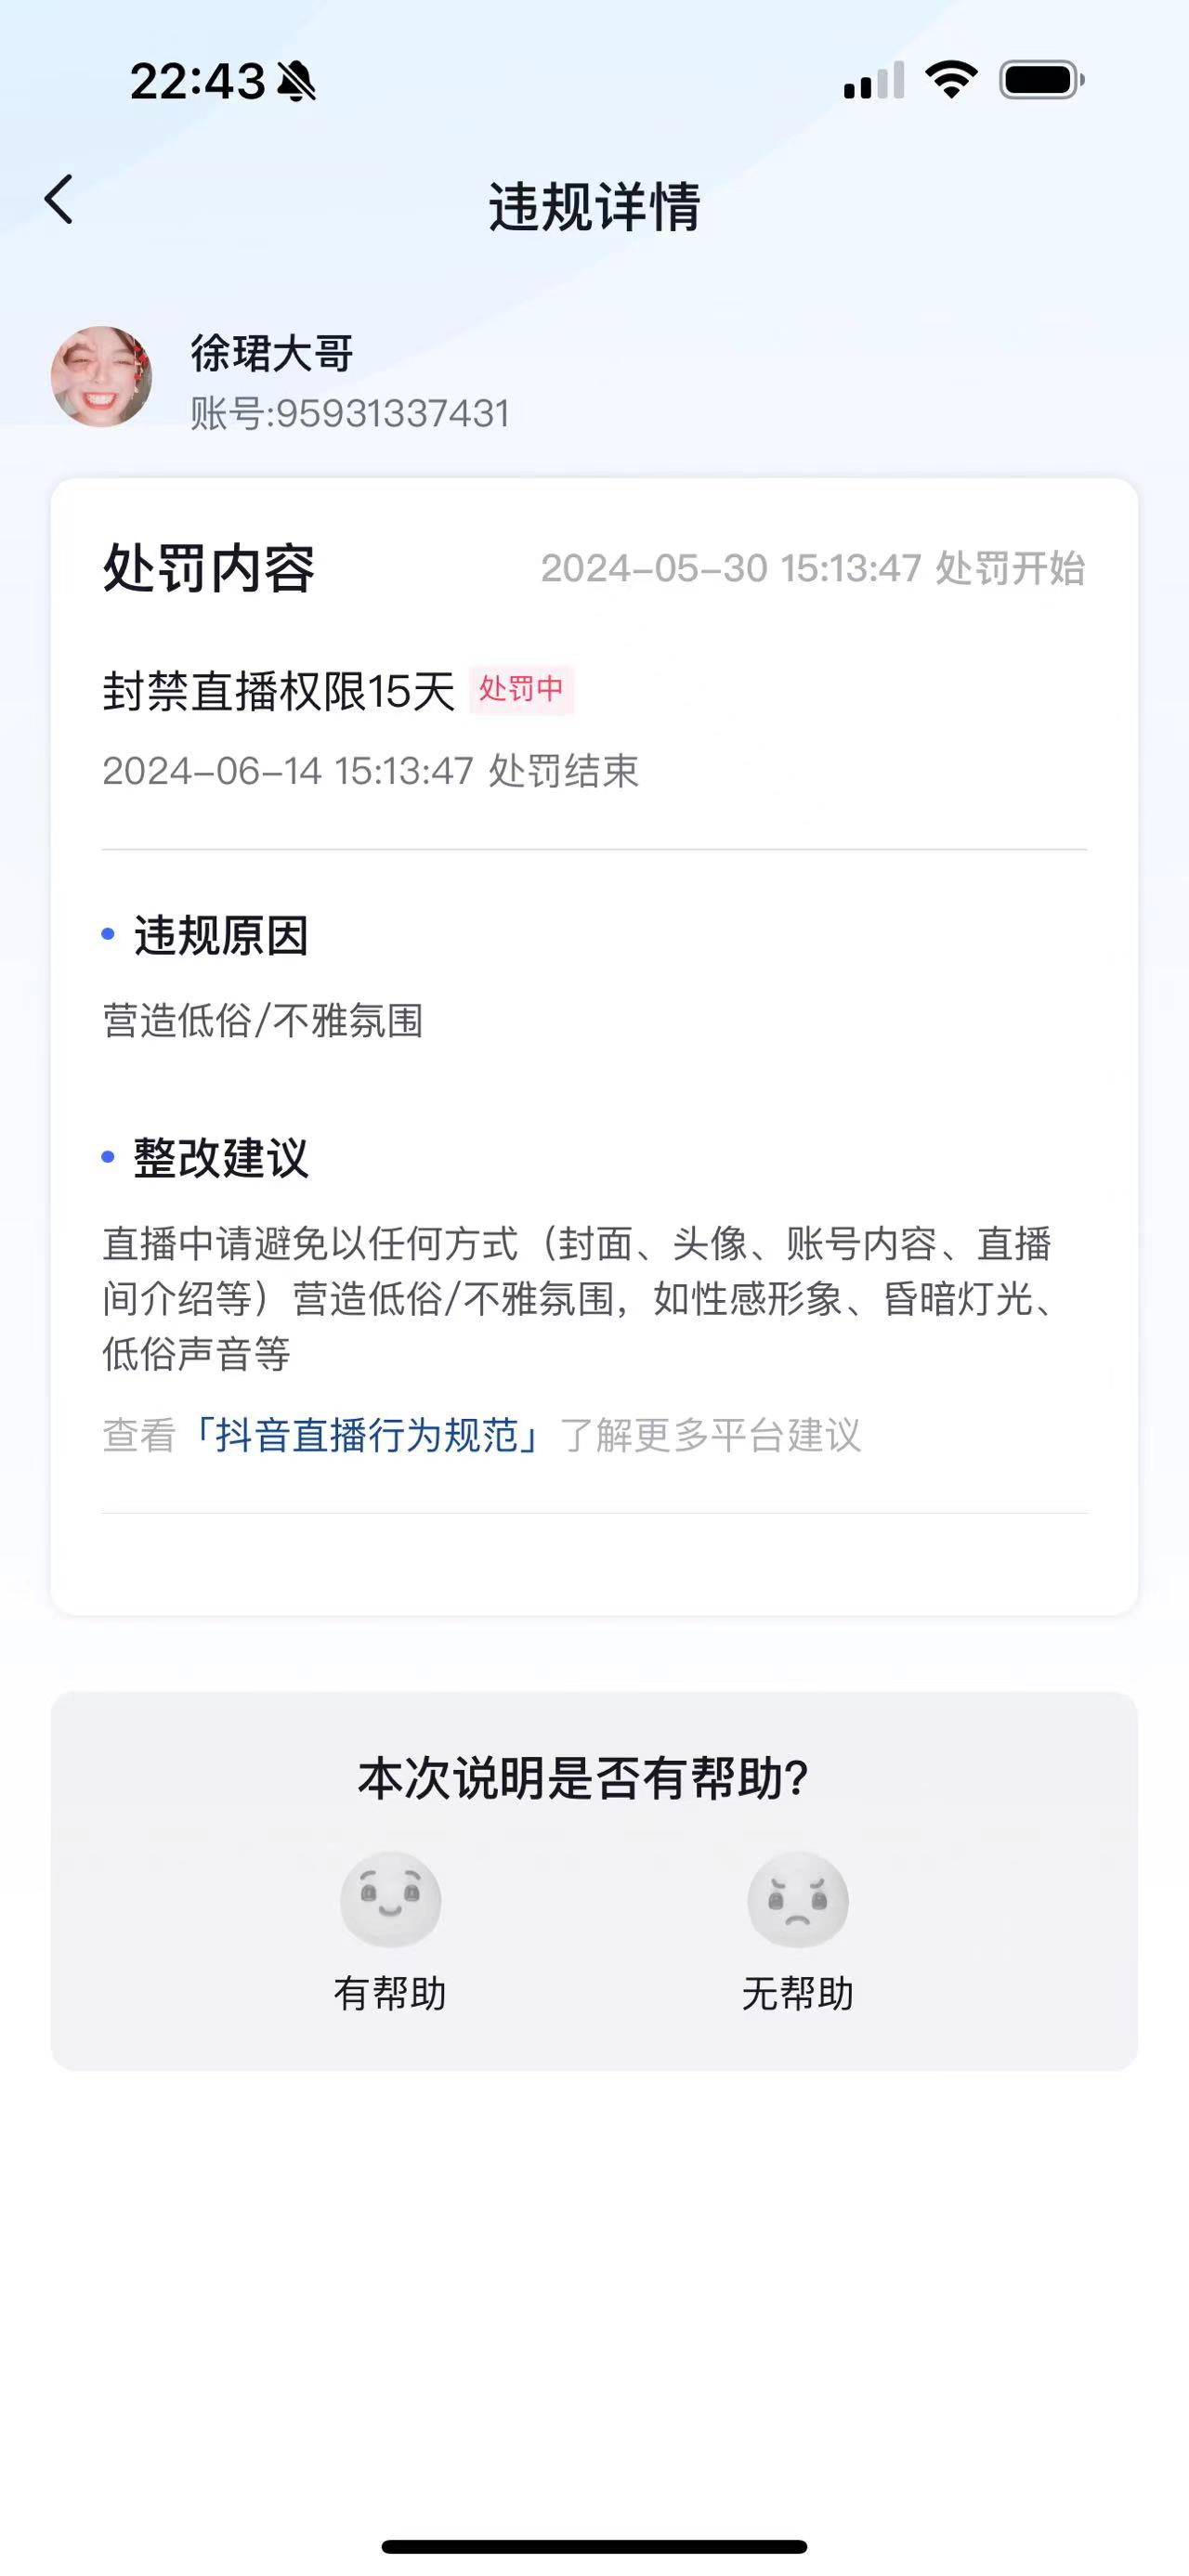 22:43
违规详情
徐珺大哥
账号:95931337431
处罚内容
2024-05-30 15:13:47 处罚开始
封禁直播权限15天 处罚中
2024-06-14 15:13:47 处罚结束
违规原因
营造低俗/不雅氛围
整改建议
直播中请避免以任何方式（封面、头像、账号内容、直播
间介绍等）营造低俗/不雅氛围，如性感形象、昏暗灯光、
低俗声音等
查看「抖音直播行为规范」了解更多平台建议
本次说明是否有帮助?
有帮助
无帮助